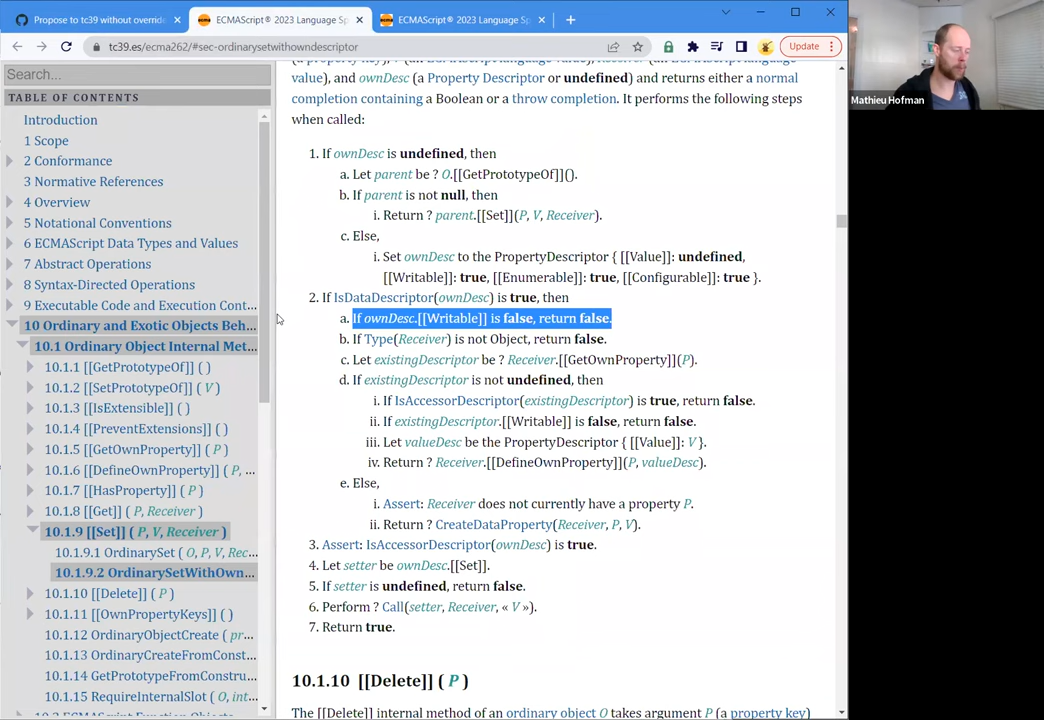 Propose to tc39 without overrid
ECMAScript® 2023 Language Sp
ECMAScript® 2023 Language Sp
tc39.es/ecma262/#sec-ordinarysetwithowndescriptor
Update
Mathieu Hofman
Search...
TABLE OF CONTENTS
Introduction
1 Scope
2 Conformance
3 Normative References
4 Overview
5 Notational Conventions
6 ECMAScript Data Types and Values
7 Abstract Operations
8 Syntax-Directed Operations
9 Executable Code and Execution Cont...
10 Ordinary and Exotic Objects Beh...
10.1 Ordinary Object Internal Met...
10.1.1 [[GetPrototypeOf]] ( )
10.1.2 [[SetPrototypeOf]] ( V )
10.1.3 [[IsExtensible]] ( )
10.1.4 [[PreventExtensions]] ( )
10.1.5 [[GetOwnProperty]] ( P )
10.1.6 [[DefineOwnProperty]] ( P, ...
10.1.7 [[HasProperty]] ( P )
10.1.8 [[Get]] ( P, Receiver )
10.1.9 [[Set]] ( P, V, Receiver )
10.1.9.1 OrdinarySet ( O, P, V, Rec...
10.1.9.2 OrdinarySetWithOwn...
10.1.10 [[Delete]] ( P )
10.1.11 [[OwnPropertyKeys]] ( )
10.1.12 OrdinaryObjectCreate ( pr...
10.1.13 OrdinaryCreateFromConst...
10.1.14 GetPrototypeFromConstru...
10.1.15 RequireInternalSlot ( O, int...
value), and ownDesc (a Property Descriptor or undefined) and returns either a normal
completion containing a Boolean or a throw completion. It performs the following steps
when called:
1. If ownDesc is undefined, then
a. Let parent be ? O.[[GetPrototypeOf]]().
b. If parent is not null, then
i. Return ? parent.[[Set]](P, V, Receiver).
c. Else,
i. Set ownDesc to the PropertyDescriptor { [[Value]]: undefined,
[[Writable]]: true, [[Enumerable]]: true, [[Configurable]]: true }.
2. If IsDataDescriptor(ownDesc) is true, then
a. If ownDesc.[[Writable]] is false, return false.
b. If Type(Receiver) is not Object, return false.
c. Let existingDescriptor be ? Receiver.[[GetOwnProperty]](P).
d. If existingDescriptor is not undefined, then
i. If IsAccessorDescriptor(existingDescriptor) is true, return false.
ii. If existingDescriptor.[[Writable]] is false, return false.
iii. Let valueDesc be the PropertyDescriptor { [[Value]]: V }.
iv. Return ? Receiver.[[DefineOwnProperty]](P, valueDesc).
e. Else,
i. Assert: Receiver does not currently have a property P.
ii. Return ? CreateDataProperty(Receiver, P, V).
3. Assert: IsAccessorDescriptor(ownDesc) is true.
4. Let setter be ownDesc.[[Set]].
5. If setter is undefined, return false.
6. Perform ? Call(setter, Receiver, « V »).
7. Return true.
10.1.10 [[Delete]] ( P )
The [[Delete]] internal method of an ordinary object O takes argument P (a property key)